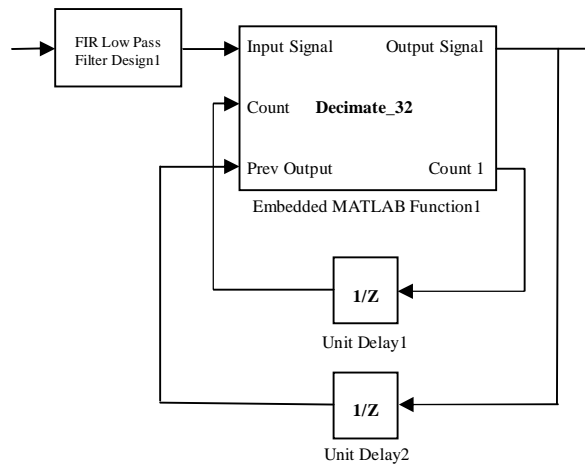 FIR Low Pass
Filter Design1
Input Signal
Output Signal
Count
Decimate_32
Prev Output
Count 1
Embedded MATLAB Function1
1/Z
Unit Delay1
1/Z
Unit Delay2